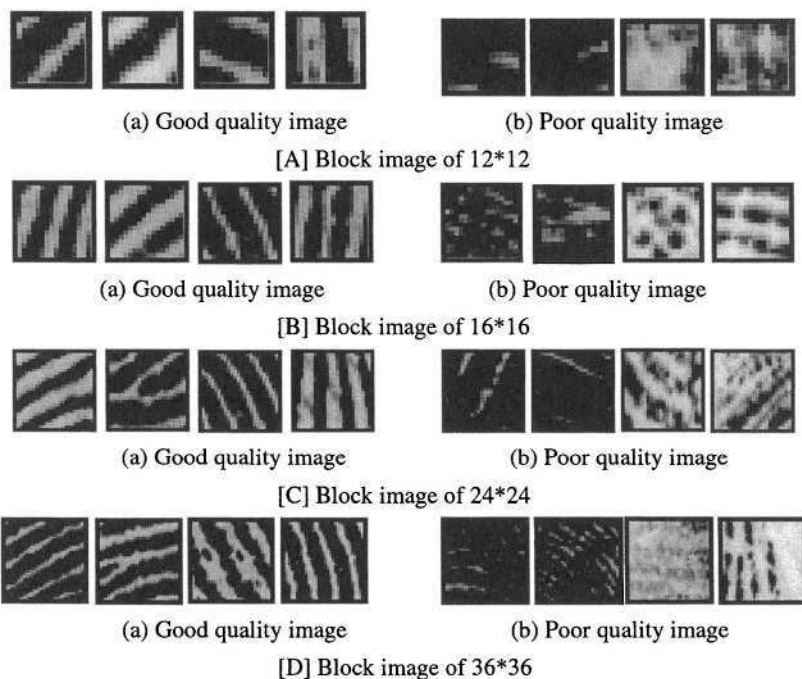 (a) Good quality image (b) Poor quality image
[A] Block image of 12*12
(a) Good quality image (b) Poor quality image
[B] Block image of 16*16
(a) Good quality image (b) Poor quality image
[C] Block image of 24*24
(a) Good quality image (b) Poor quality image
[D] Block image of 36*36